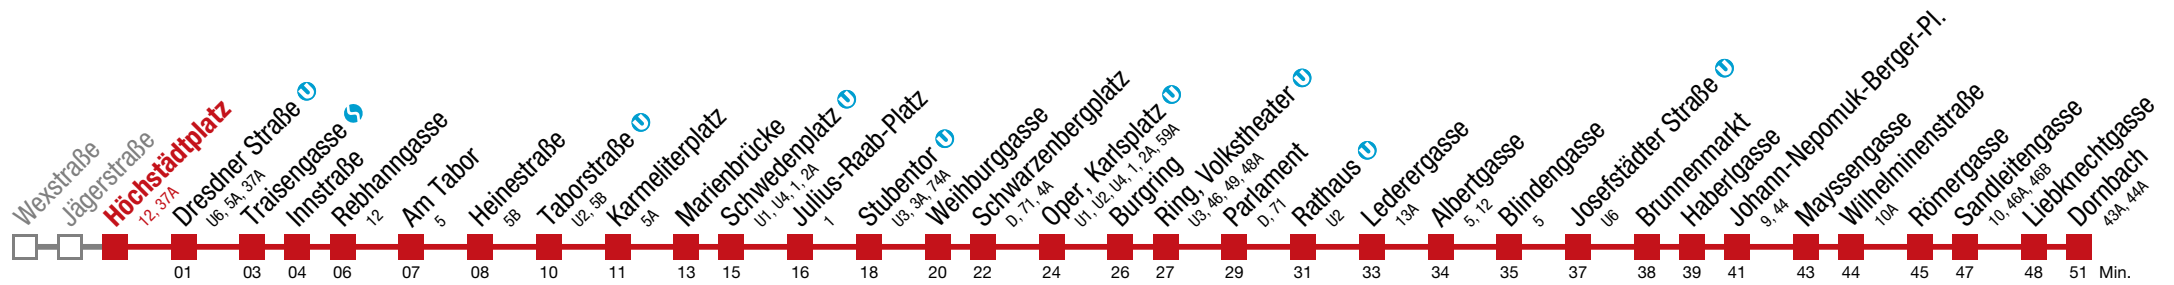 Wexstraße
Jägerstraße
Höchstädtplatz
12, 37A
Dresdner Straße U
U6, 5A, 37A
Traisengasse S
Innstraße
Rebhanngasse
12
Am Tabor
5
Heinestraße
5B
Taborstraße U
U2, 5B
Karmeliterplatz
5A
Marienbrücke
Schwedenplatz U
U1, U4, 1, 2A
Julius-Raab-Platz
1
Stubentor U
U3, 3A, 74A
Weihburggasse
Schwarzenbergplatz
D, 71, 4A
Oper, Karlsplatz U
U1, U2, U4, 1, 2A, 59A
Burgring
Ring, Volkstheater U
U3, 46, 49, 48A
Parlament
D, 71
Rathaus U
U2
Lederergasse
13A
Albertgasse
5, 12
Blindengasse
5
Josefstädter Straße U
U6
Brunnenmarkt
Haberlgasse
Johann-Nepomuk-Berger-Pl.
9, 44
Mayssengasse
Wilhelminenstraße
10A
Römergasse
Sandleitengasse
10, 46A, 46B
Liebknechtgasse
Dornbach
43A, 44A
01 03 04 06 07 08 10 11 13 15 16 18 20 22 24 26 27 29 31 33 34 35 37 38 39 41 43 44 45 47 48 51 Min.